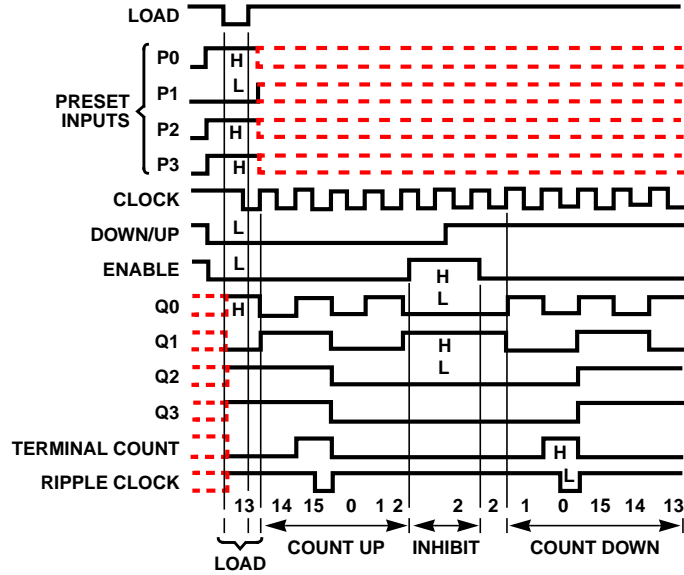 LOAD
P0 H
L
P1
PRESET
INPUTS
P2 H
P3 H
CLOCK
DOWN/UP L
ENABLE L H
Q0 H L
Q1 H
Q2 L
Q3
TERMINAL COUNT H
RIPPLE CLOCK L
13 14 15 0 1 2 2 2 1 0 15 14 13
COUNT UP INHIBIT COUNT DOWN
LOAD